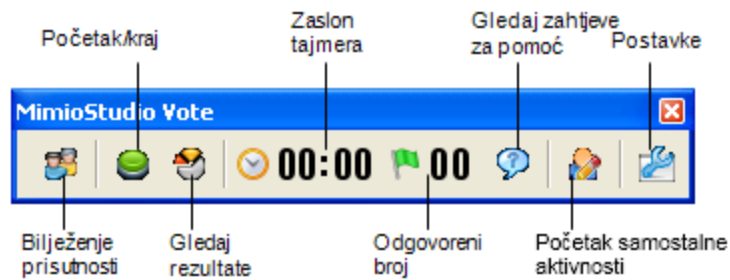 Početak/kraj
Zaslon
tajmera
Gledaj zahtjeve
za pomoć
Postavke
MimioStudio Vote
00:00
00
Bilježenje
prisutnosti
Gledaj
rezultate
Odgovoreni
broj
Početak samostalne
aktivnosti